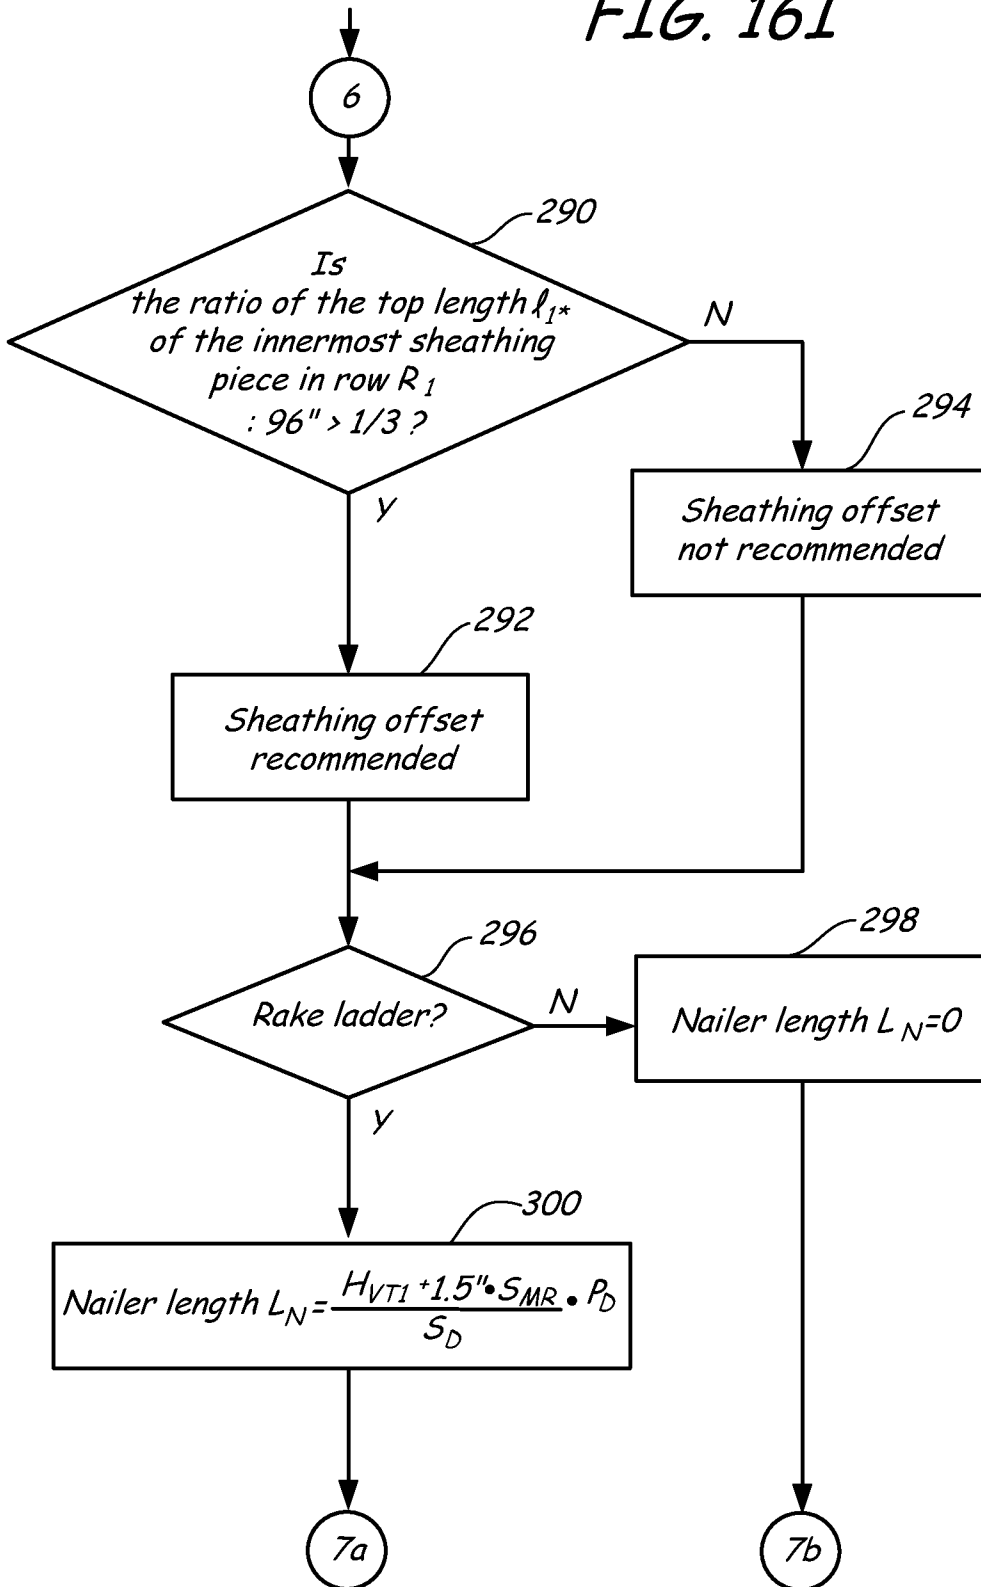 FIG. 16I
6
290
Is
the ratio of the top length ℓ1*
of the innermost sheathing
piece in row R1
: 96" > 1/3 ?
N
Y
294
Sheathing offset
not recommended
292
Sheathing offset
recommended
296
Rake ladder?
N
Y
298
Nailer length LN=0
300
Nailer length LN= HVT1 +1.5"•SMR / SD • PD
7a
7b